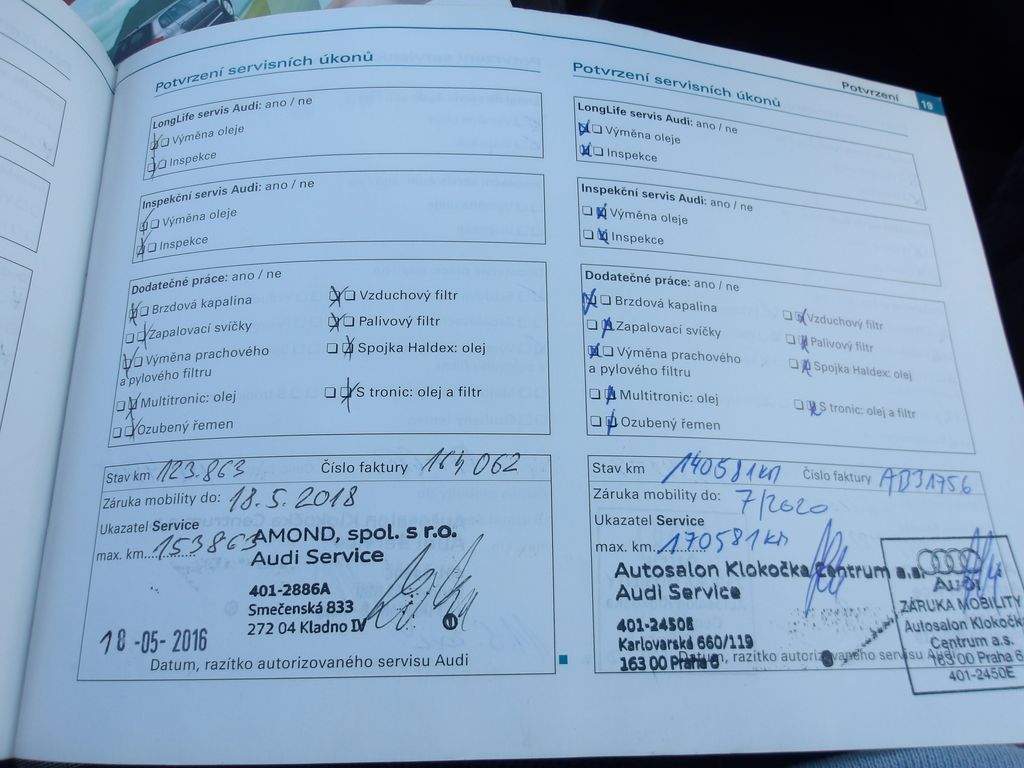 Potvrzení 19
Potvrzení servisních úkonů
LongLife servis Audi: ano / ne
Výměna oleje
Inspekce
Inspekční servis Audi: ano / ne
Výměna oleje
Inspekce
Dodatečné práce: ano / ne
Brzdová kapalina
Vzduchový filtr
Zapalovací svíčky
Palivový filtr
Výměna prachového
a pylového filtru
Spojka Haldex: olej
Multitronic: olej
S tronic: olej a filtr
Ozubený řemen
Stav km 123.863 Číslo faktury 164062
Záruka mobility do: 18.5.2018
Ukazatel Service
max. km 153863
AMOND, spol. s r.o.
Audi Service
401-2886A
Smečenská 833
272 04 Kladno IV
18 -05- 2016
Datum, razítko autorizovaného servisu Audi
Potvrzení servisních úkonů
LongLife servis Audi: ano / ne
Výměna oleje
Inspekce
Inspekční servis Audi: ano / ne
Výměna oleje
Inspekce
Dodatečné práce: ano / ne
Brzdová kapalina
Vzduchový filtr
Zapalovací svíčky
Palivový filtr
Výměna prachového
a pylového filtru
Spojka Haldex: olej
Multitronic: olej
S tronic: olej a filtr
Ozubený řemen
Stav km 140581km Číslo faktury AB31756
Záruka mobility do: 7/2020
Ukazatel Service
max. km 170581km
Autosalon Klokočka Centrum a.s.
Audi Service
401-2450E
Karlovarská 660/119
163 00 Praha 6
Datum, razítko autorizovaného servisu Audi
Audi
ZÁRUKA MOBILITY
Autosalon Klokočka
Centrum a.s.
163 00 Praha 6
401-2450E